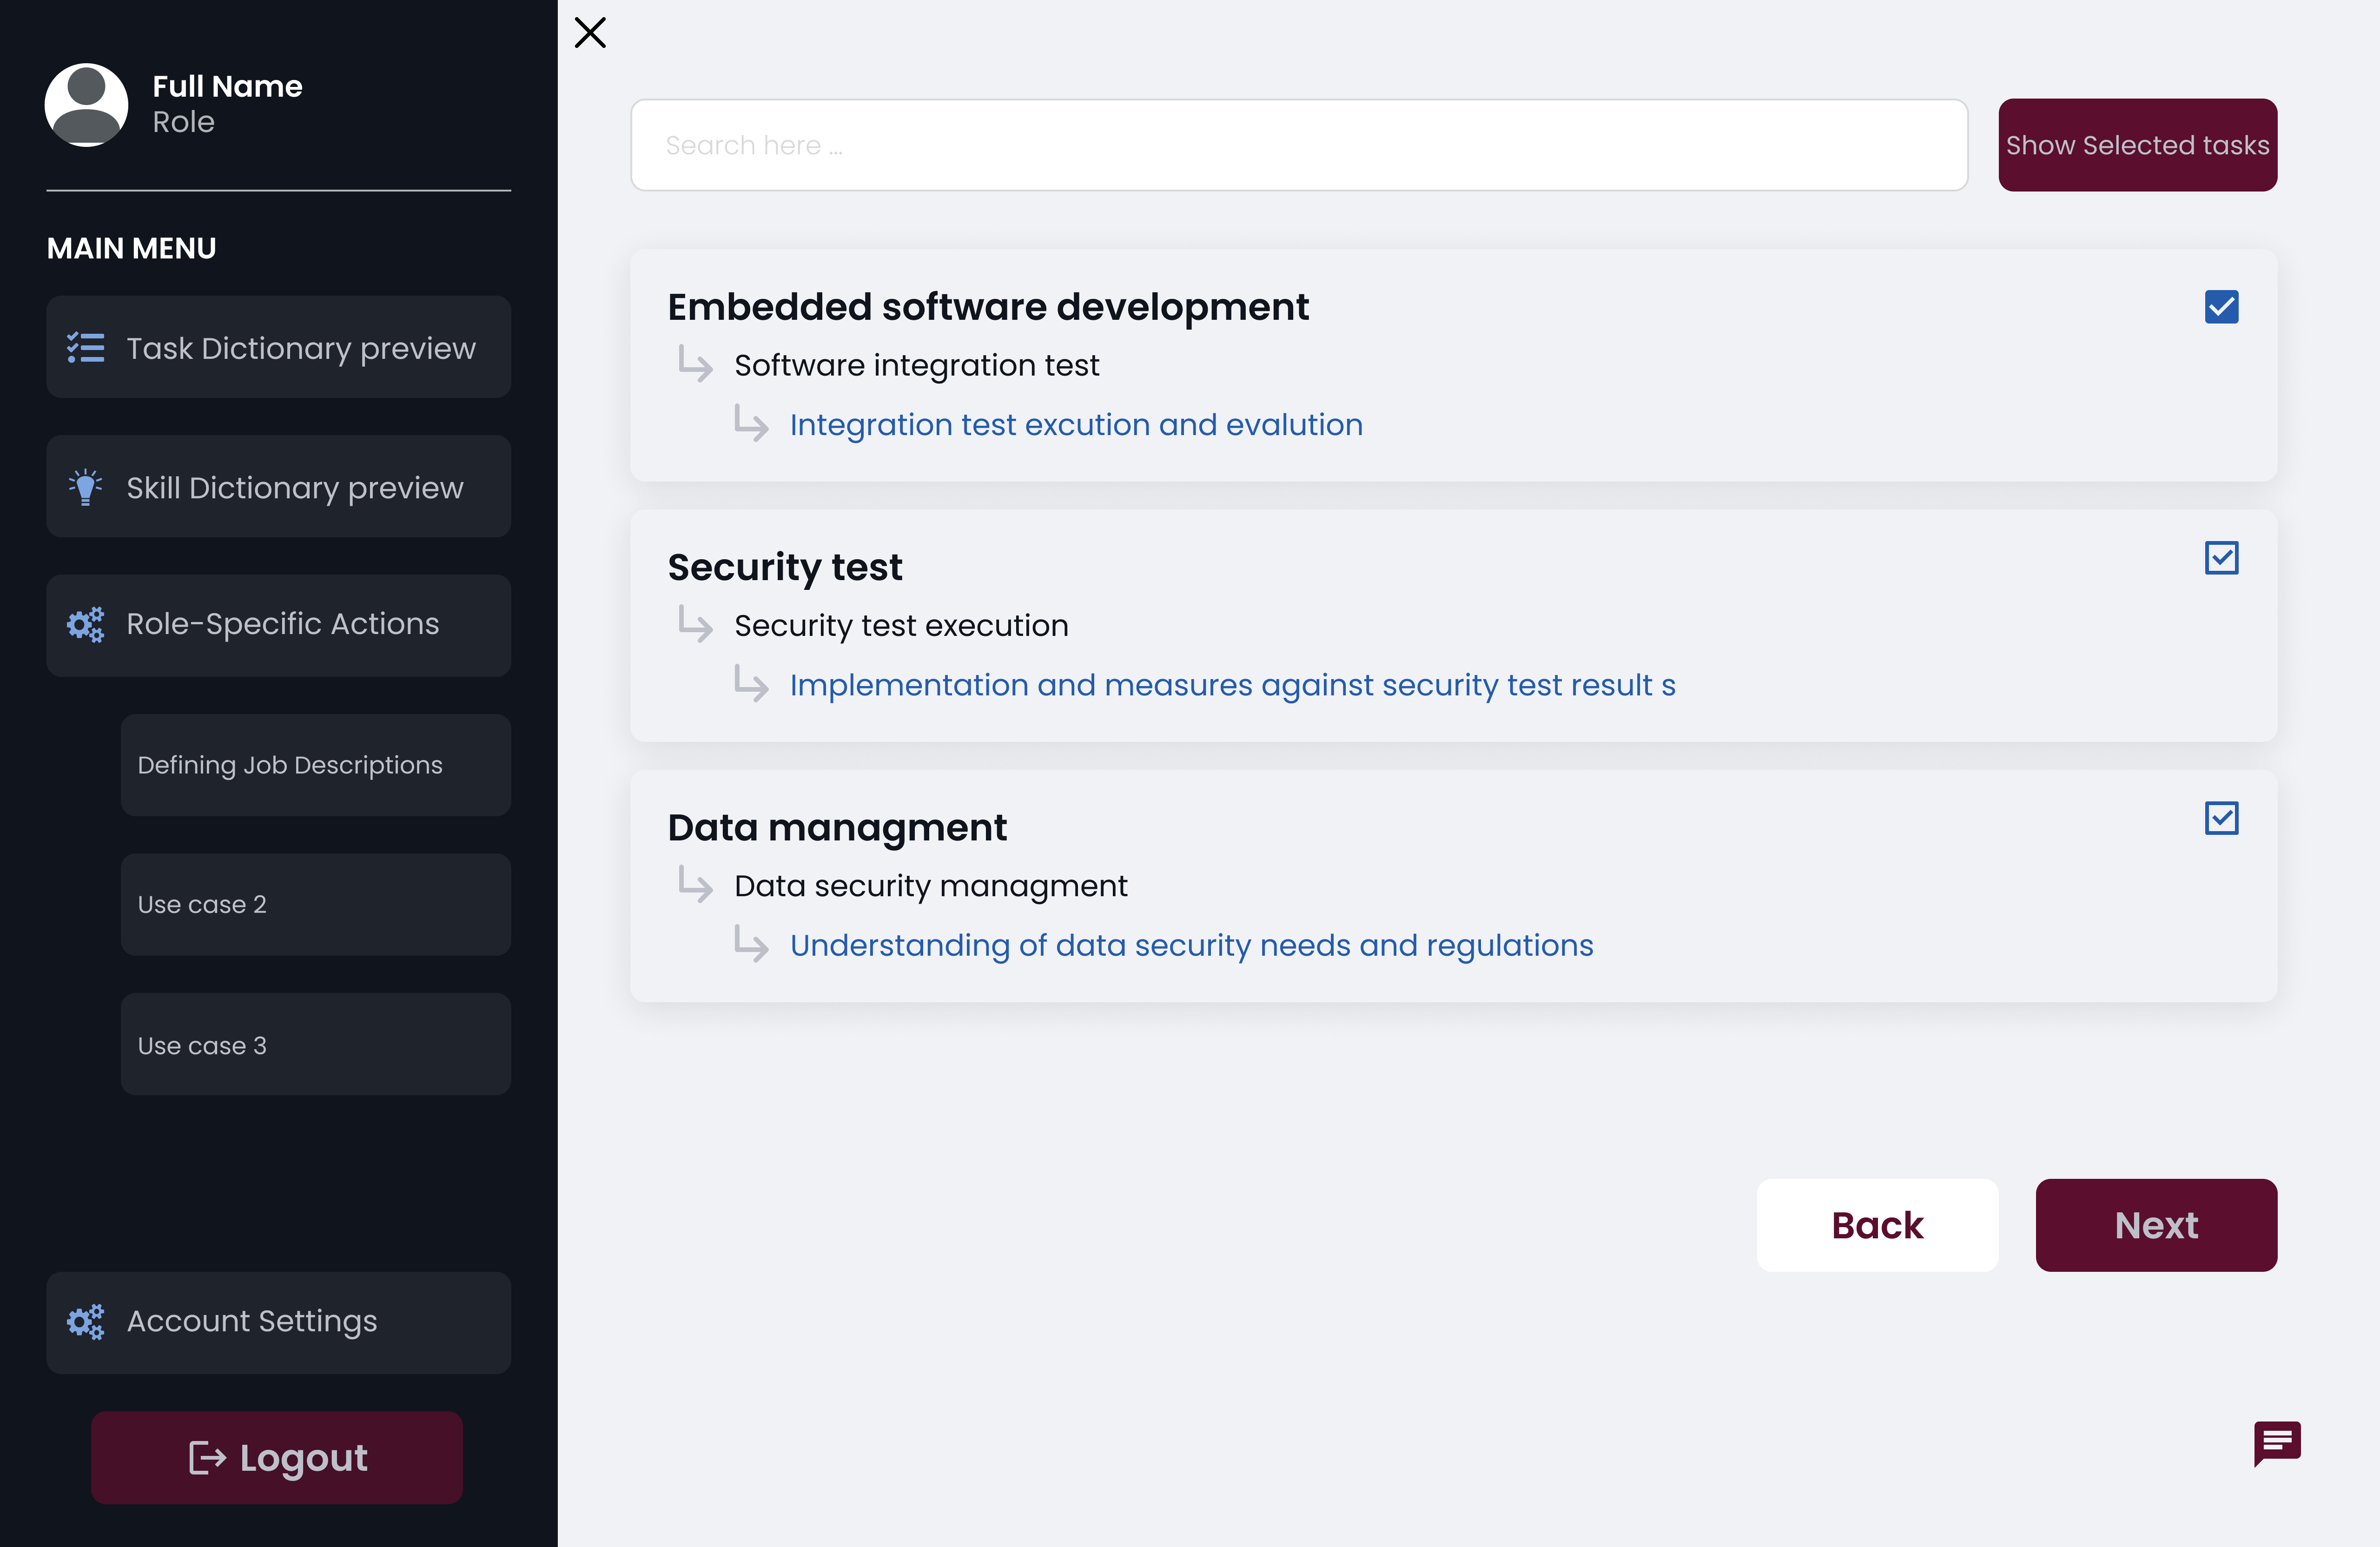 Full Name
Role
MAIN MENU
Task Dictionary preview
Skill Dictionary preview
Role-Specific Actions
Defining Job Descriptions
Use case 2
Use case 3
Account Settings
Logout
Search here ...
Show Selected tasks
Embedded software development
Software integration test
Integration test excution and evalution
Security test
Security test execution
Implementation and measures against security test result s
Data managment
Data security managment
Understanding of data security needs and regulations
Back
Next